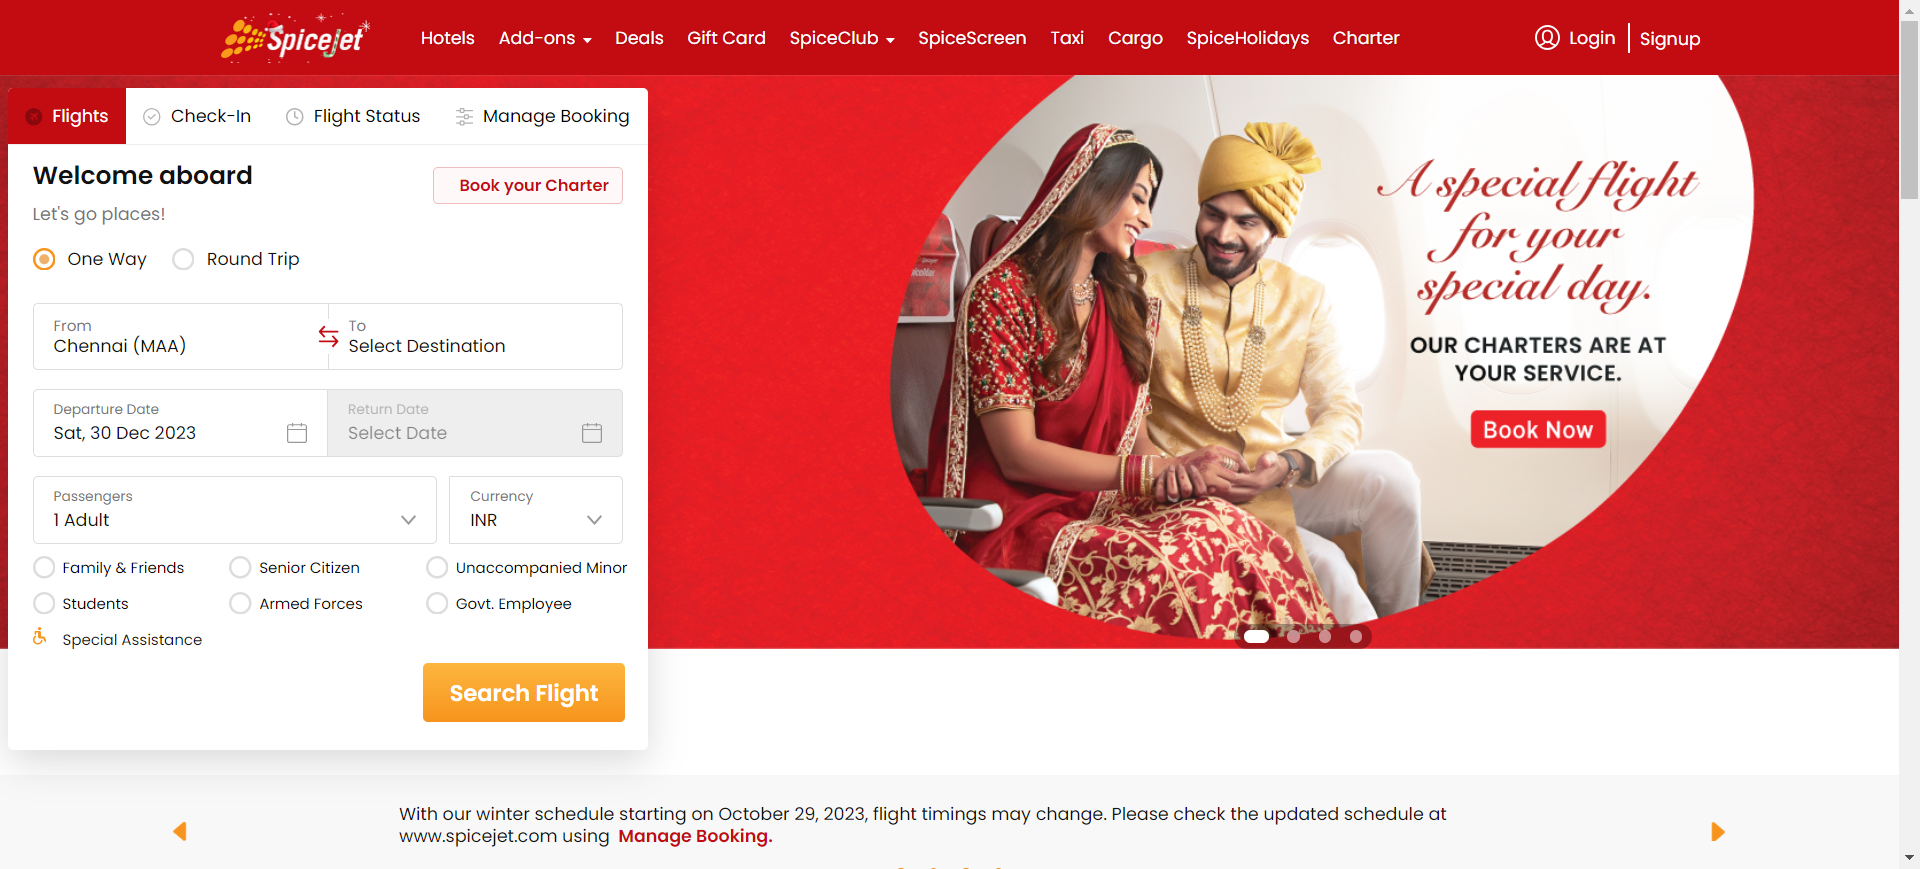 SpiceJet
Hotels
Add-ons
Deals
Gift Card
SpiceClub
SpiceScreen
Taxi
Cargo
SpiceHolidays
Charter
Login
Signup
Flights
Check-In
Flight Status
Manage Booking
Welcome aboard
Book your Charter
Let's go places!
One Way
Round Trip
From
Chennai (MAA)
To
Select Destination
Departure Date
Sat, 30 Dec 2023
Return Date
Select Date
Passengers
1 Adult
Currency
INR
Family & Friends
Senior Citizen
Unaccompanied Minor
Students
Armed Forces
Govt. Employee
Special Assistance
Search Flight
A special flight
for your
special day.
OUR CHARTERS ARE AT
YOUR SERVICE.
Book Now
With our winter schedule starting on October 29, 2023, flight timings may change. Please check the updated schedule at
www.spicejet.com using Manage Booking.